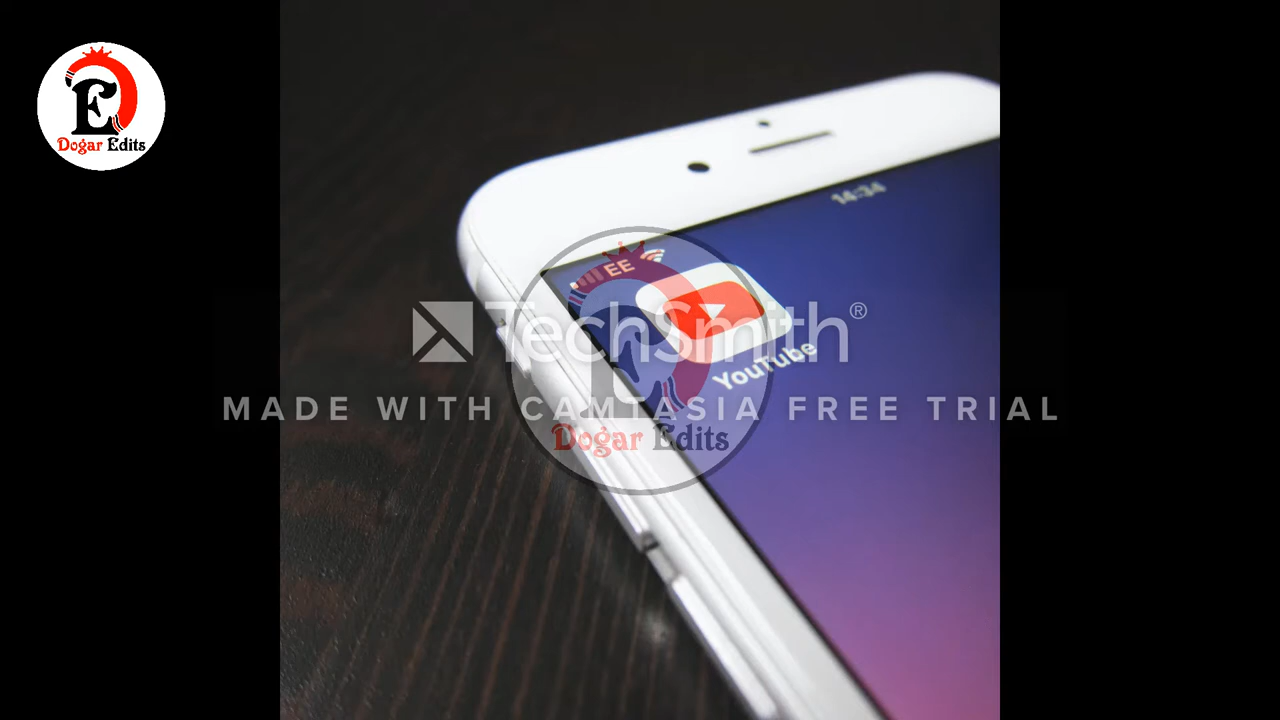 E
Dogar Edits
14:34
EE
YouTube
TechSmith®
MADE WITH CAMTASIA FREE TRIAL
Dogar Edits